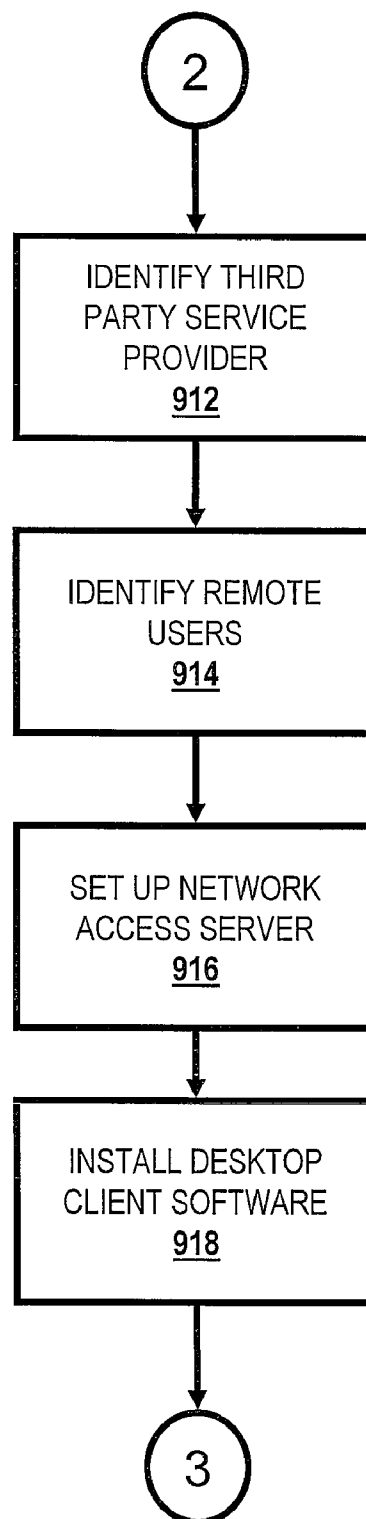 2
IDENTIFY THIRD
PARTY SERVICE
PROVIDER
912
IDENTIFY REMOTE
USERS
914
SET UP NETWORK
ACCESS SERVER
916
INSTALL DESKTOP
CLIENT SOFTWARE
918
3